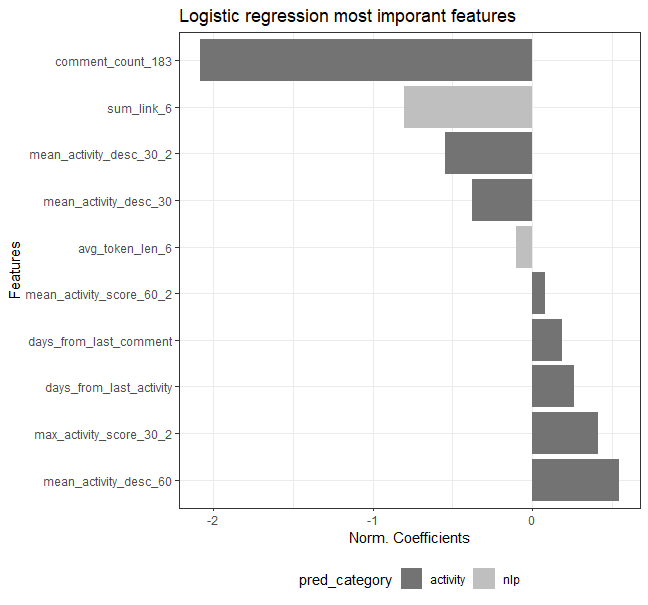 Logistic regression most imporant features
comment_count_183
sum_link_6
mean_activity_desc_30_2
mean_activity_desc_30
avg_token_len_6
mean_activity_score_60_2
days_from_last_comment
days_from_last_activity
max_activity_score_30_2
mean_activity_desc_60
Features
-2 -1 0
Norm. Coefficients
pred_category activity nlp